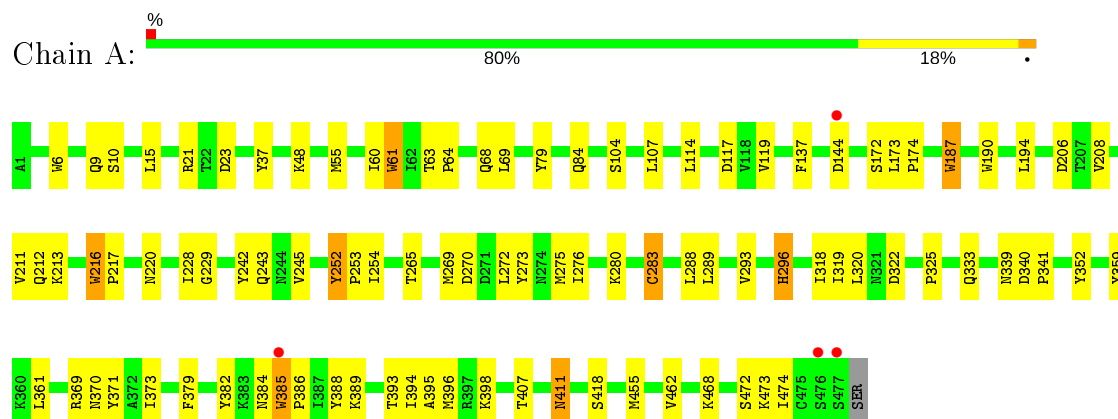 %
Chain A:
80% 18% •
A1 W6 Q9 S10 L15 R21 T22 D23 Y37 K48 M55 I60 W61 I62 T63 P64 Q68 L69 Y79 Q84 S104 L107 L114 D117 V118 V119 F137 D144 S172 L173 P174 W187 W190 L194 D206 T207 V208
V211 Q212 K213 W216 P217 N220 I228 G229 Y242 Q243 N244 V245 Y252 P253 I254 T265 M269 D270 D271 L272 Y273 N274 M275 I276 K280 C283 L288 L289 V293 H296 I318 I319 L320 N321 D322 P325 Q333 N339 D340 P341 Y352 Y359
K360 L361 R369 N370 Y371 A372 I373 F379 Y382 K383 N384 W385 P386 I387 F388 K389 T393 I394 A395 M396 R397 K398 T407 N411 S418 M455 V462 K468 S472 K473 I474 C475 S476 S477 SER